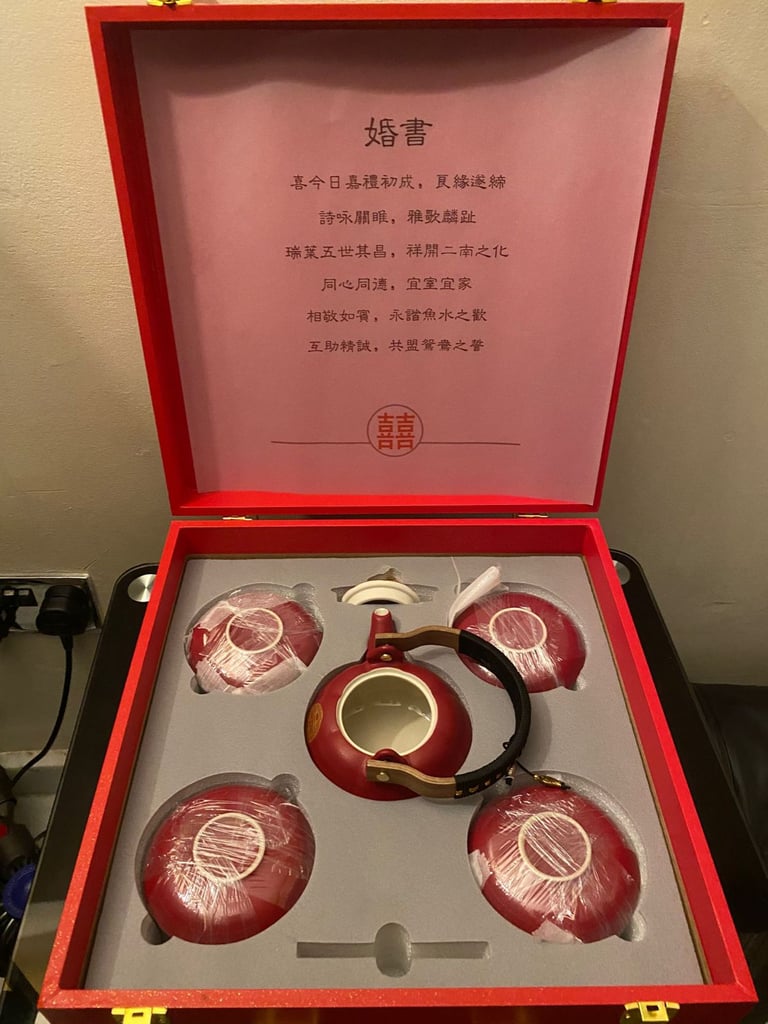 婚書
喜今日嘉禮初成，良緣遂締
詩咏關雎，雅歌麟趾
瑞葉五世其昌，祥開二南之化
同心同德，宜室宜家
相敬如賓，永諧魚水之歡
互助精誠，共盟鴛鴦之誓
囍